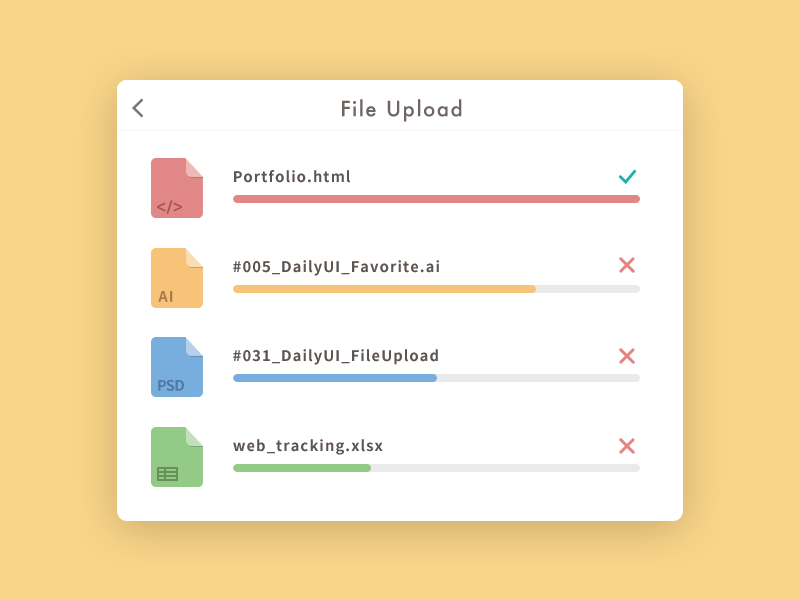 File Upload
Portfolio.html
</>
#005_DailyUI_Favorite.ai
AI
#031_DailyUI_FileUpload
PSD
web_tracking.xlsx